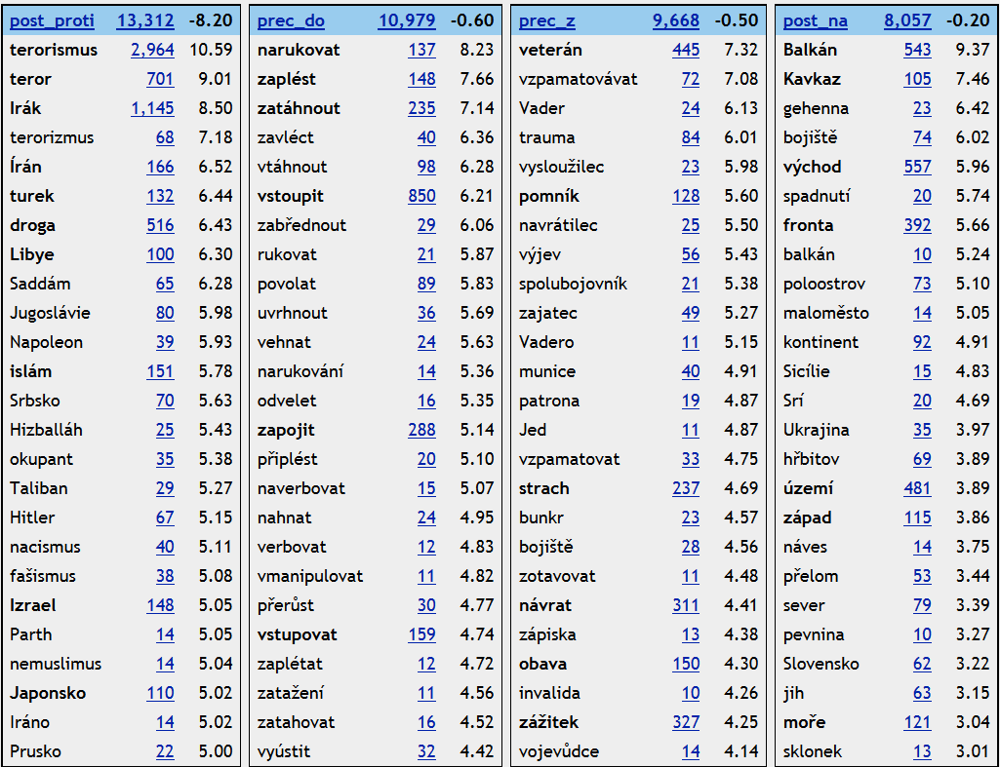 post_proti 13,312 -8.20
terorismus 2,964 10.59
teror 701 9.01
Irák 1,145 8.50
terorizmus 68 7.18
Írán 166 6.52
turek 132 6.44
droga 516 6.43
Libye 100 6.30
Saddám 65 6.28
Jugoslávie 80 5.98
Napoleon 39 5.93
islám 151 5.78
Srbsko 70 5.63
Hizballáh 25 5.43
okupant 35 5.38
Taliban 29 5.27
Hitler 67 5.15
nacismus 40 5.11
fašismus 38 5.08
Izrael 148 5.05
Parth 14 5.05
nemuslimus 14 5.04
Japonsko 110 5.02
Iráno 14 5.02
Prusko 22 5.00
prec_do 10,979 -0.60
narukovat 137 8.23
zaplést 148 7.66
zatáhnout 235 7.14
zavléct 40 6.36
vtáhnout 98 6.28
vstoupit 850 6.21
zabřednout 29 6.06
rukovat 21 5.87
povolat 89 5.83
uvrhnout 36 5.69
vehnat 24 5.63
narukování 14 5.36
odvelet 16 5.35
zapojit 288 5.14
připlést 20 5.10
naverbovat 15 5.07
nahnat 24 4.95
verbovat 12 4.83
vmanipulovat 11 4.82
přerůst 30 4.77
vstupovat 159 4.74
zaplétat 12 4.72
zatažení 11 4.56
zatahovat 16 4.52
vyústit 32 4.42
prec_z 9,668 -0.50
veterán 445 7.32
vzpamatovávat 72 7.08
Vader 24 6.13
trauma 84 6.01
vysloužilec 23 5.98
pomník 128 5.60
navrátilec 25 5.50
výjev 56 5.43
spolubojovník 21 5.38
zajatec 49 5.27
Vadero 11 5.15
munice 40 4.91
patrona 19 4.87
Jed 11 4.87
vzpamatovat 33 4.75
strach 237 4.69
bunkr 23 4.57
bojiště 28 4.56
zotavovat 11 4.48
návrat 311 4.41
zápiska 13 4.38
obava 150 4.30
invalida 10 4.26
zážitek 327 4.25
vojevůdce 14 4.14
post_na 8,057 -0.20
Balkán 543 9.37
Kavkaz 105 7.46
gehenna 23 6.42
bojiště 74 6.02
východ 557 5.96
spadnutí 20 5.74
fronta 392 5.66
balkán 10 5.24
poloostrov 73 5.10
maloměsto 14 5.05
kontinent 92 4.91
Sicílie 15 4.83
Srí 20 4.69
Ukrajina 35 3.97
hřbitov 69 3.89
území 481 3.89
západ 115 3.86
náves 14 3.75
přelom 53 3.44
sever 79 3.39
pevnina 10 3.27
Slovensko 62 3.22
jih 63 3.15
moře 121 3.04
sklonek 13 3.01